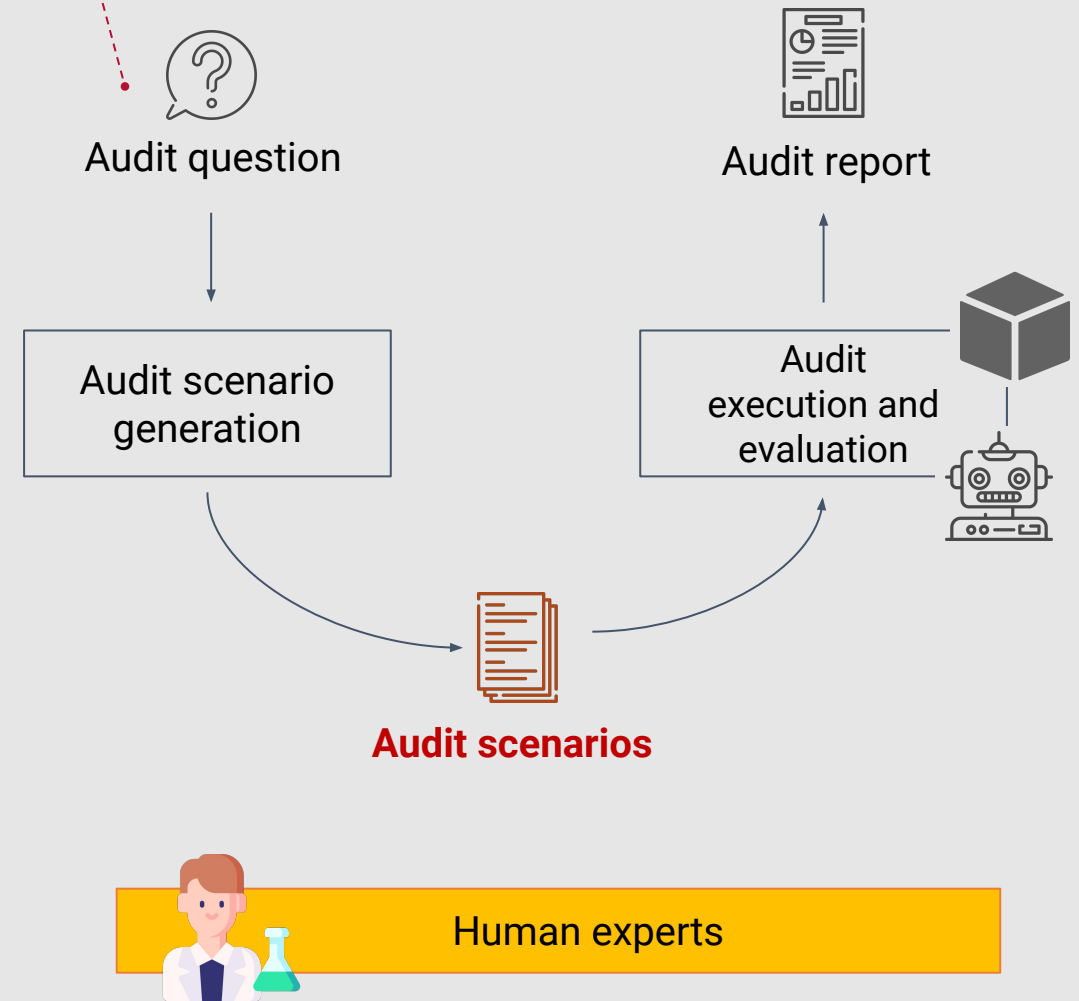 Audit question
Audit report
Audit scenario
generation
Audit
execution and
evaluation
Audit scenarios
Human experts